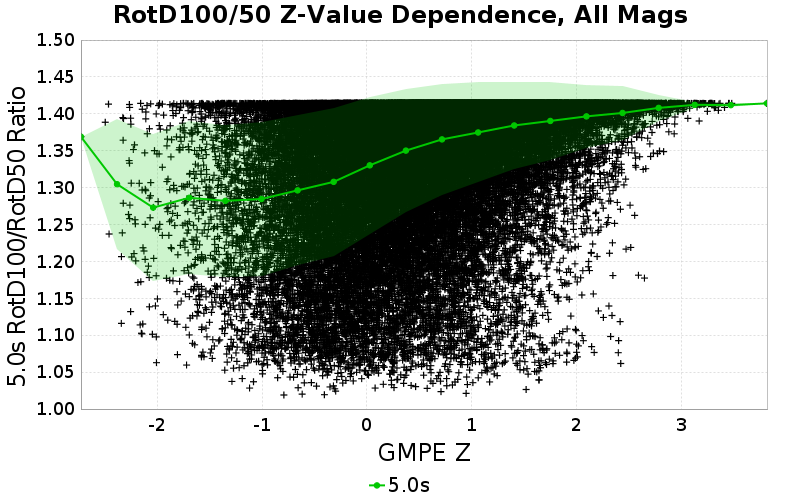 RotD100/50 Z-Value Dependence, All Mags
1.50
1.45
1.40
1.35
1.30
1.25
1.20
1.15
1.10
1.05
1.00
5.0s RotD100/RotD50 Ratio
-2 -1 0 1 2 3
GMPE Z
5.0s